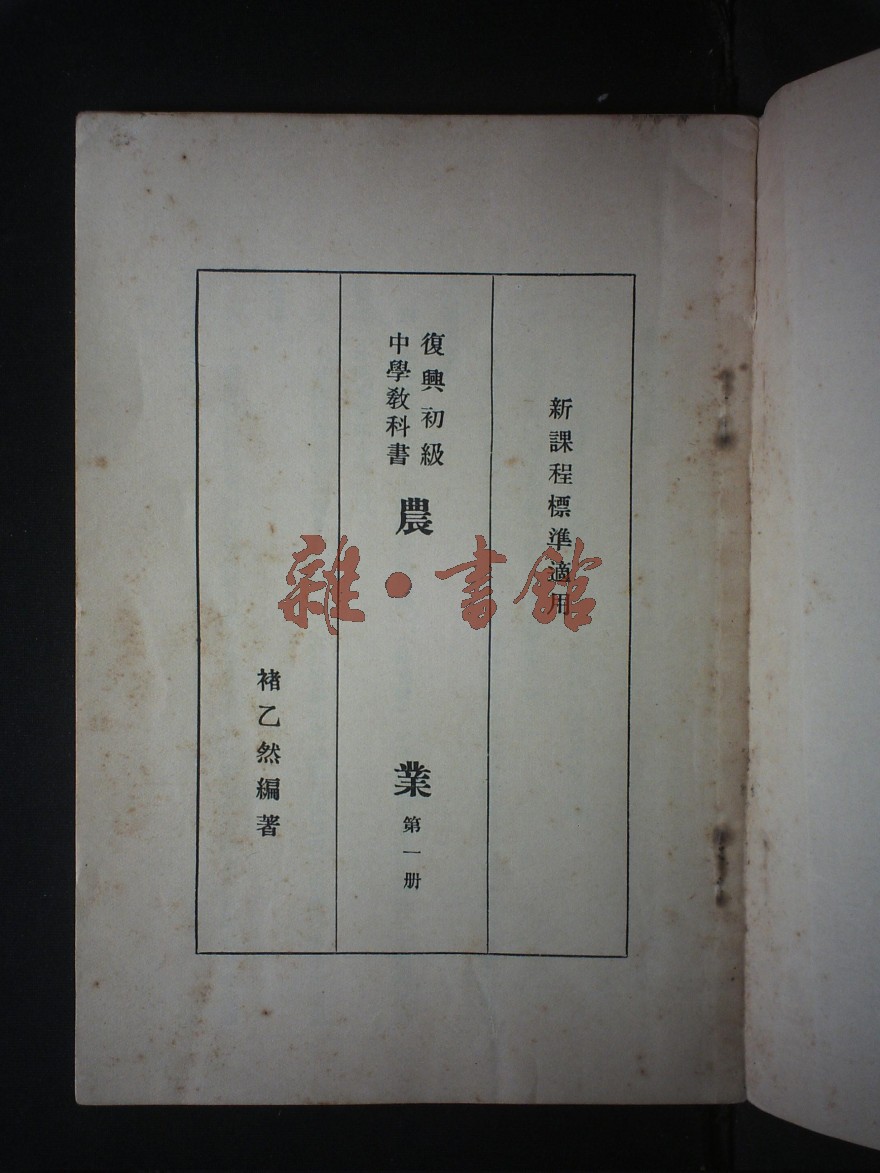 新課程標準適用
復興初級
中學教科書
農業 第一册
褚乙然編著
雜·書館